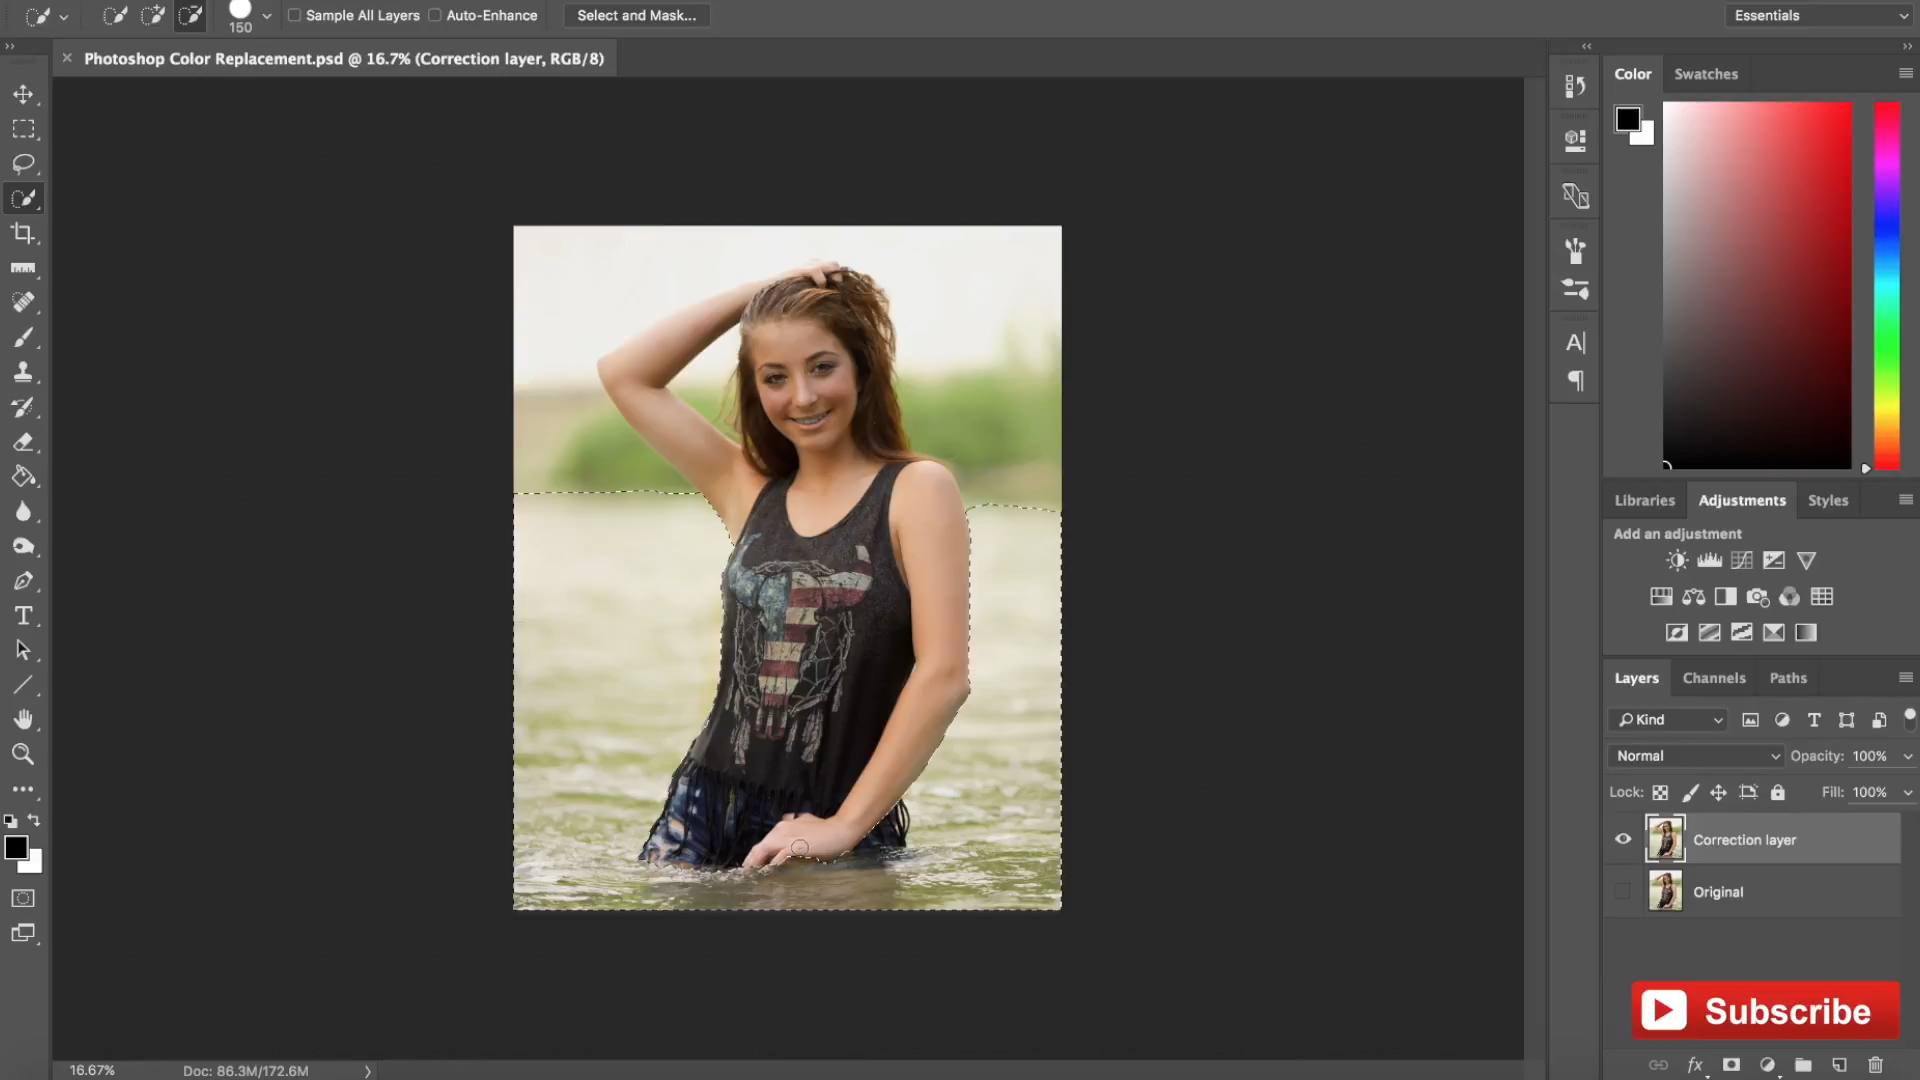 150
Sample All Layers
Auto-Enhance
Select and Mask...
Essentials
Photoshop Color Replacement.psd @ 16.7% (Correction layer, RGB/8)
Color
Swatches
Libraries
Adjustments
Styles
Add an adjustment
Layers
Channels
Paths
Kind
Normal
Opacity: 100%
Lock:
Fill: 100%
Correction layer
Original
Subscribe
fx
16.67%
Doc: 86.3M/172.6M